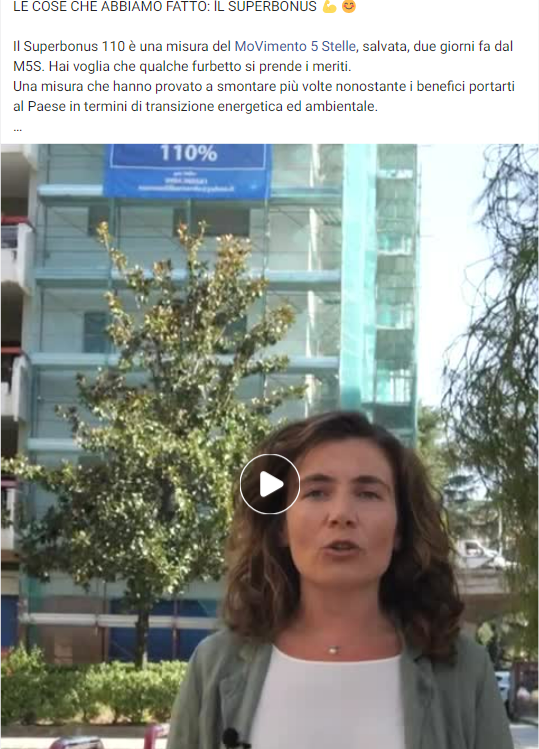 LE COSE CHE ABBIAMO FATTO: IL SUPERBONUS 💪 😊
Il Superbonus 110 è una misura del MoVimento 5 Stelle, salvata, due giorni fa dal
M5S. Hai voglia che qualche furbetto si prende i meriti.
Una misura che hanno provato a smontare più volte nonostante i benefici portarti
al Paese in termini di transizione energetica ed ambientale.
...
110%